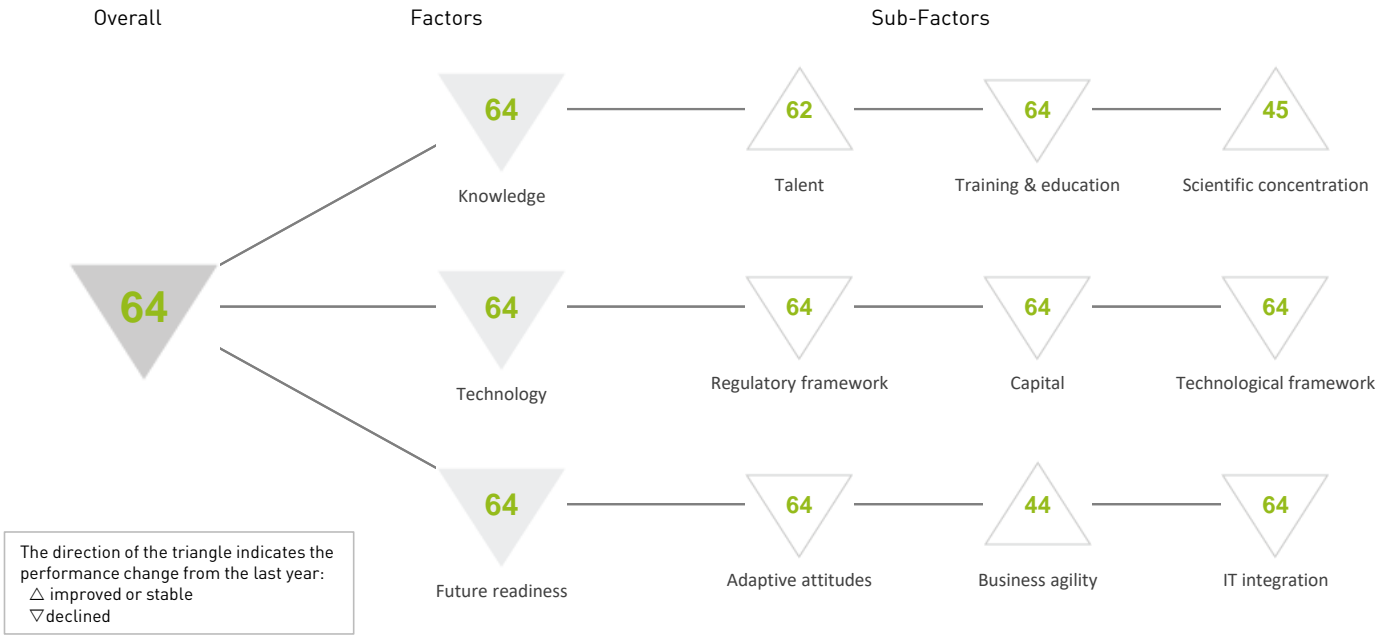 Overall
Factors
Sub-Factors
64
Knowledge
62
Talent
64
Training & education
45
Scientific concentration
64
64
Technology
64
Regulatory framework
64
Capital
64
Technological framework
64
Future readiness
64
Adaptive attitudes
44
Business agility
64
IT integration
The direction of the triangle indicates the
performance change from the last year:
△ improved or stable
▽ declined